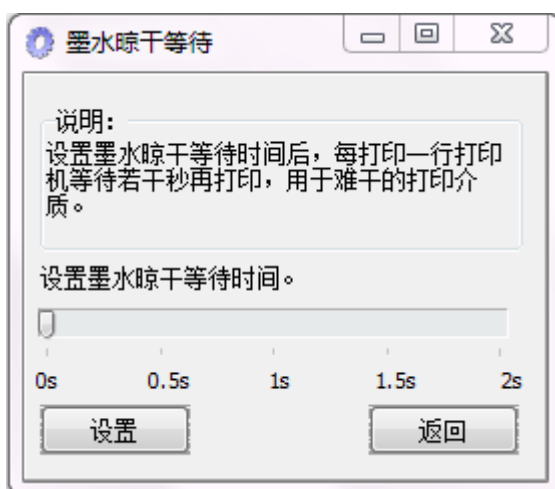 墨水晾干等待
说明:
设置墨水晾干等待时间后，每打印一行打印
机等待若干秒再打印，用于难干的打印介
质。
设置墨水晾干等待时间。
0s 0.5s 1s 1.5s 2s
设置 返回